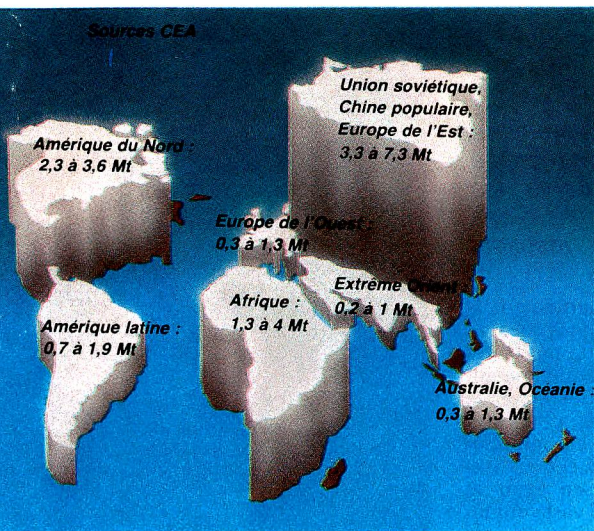 Sources CEA
Union soviétique,
Chine populaire,
Europe de l'Est :
3,3 à 7,3 Mt
Amérique du Nord :
2,3 à 3,6 Mt
Europe de l'Ouest :
0,3 à 1,3 Mt
Extrême Orient :
0,2 à 1 Mt
Afrique :
1,3 à 4 Mt
Amérique latine :
0,7 à 1,9 Mt
Australie, Océanie :
0,3 à 1,3 Mt